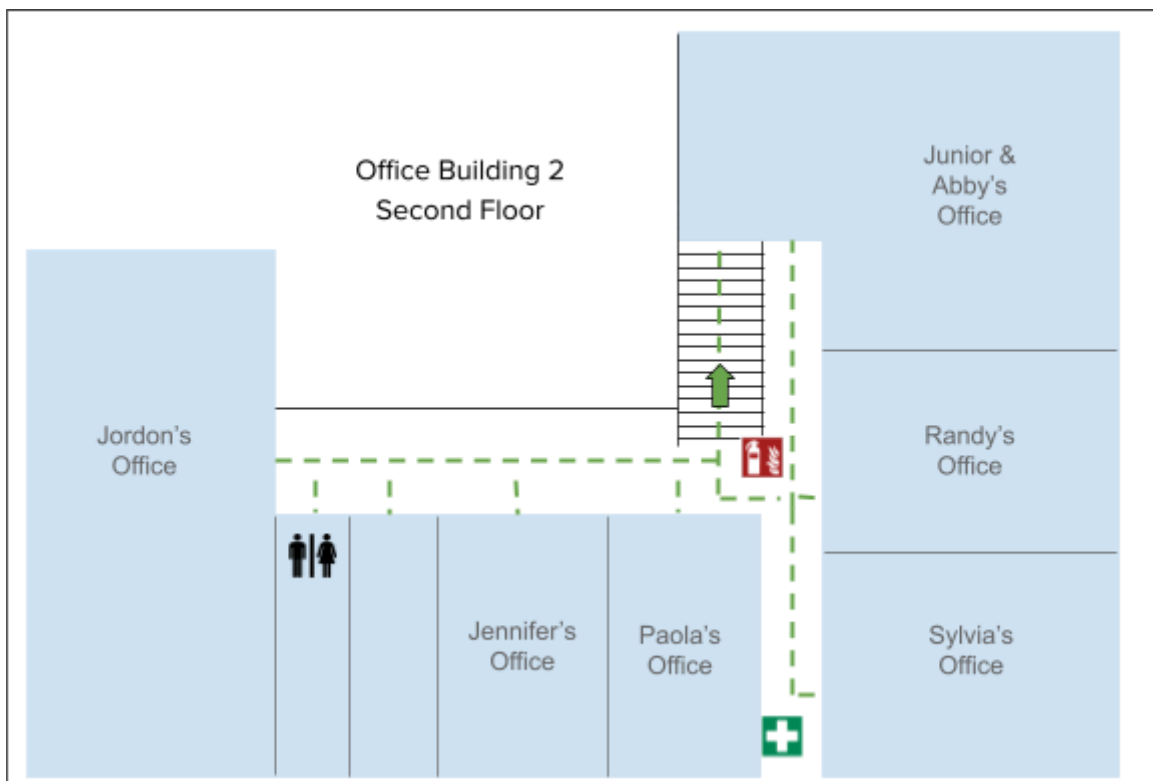 Office Building 2
Second Floor
Junior &
Abby's
Office
Jordon's
Office
Randy's
Office
Jennifer's
Office
Paola's
Office
Sylvia's
Office